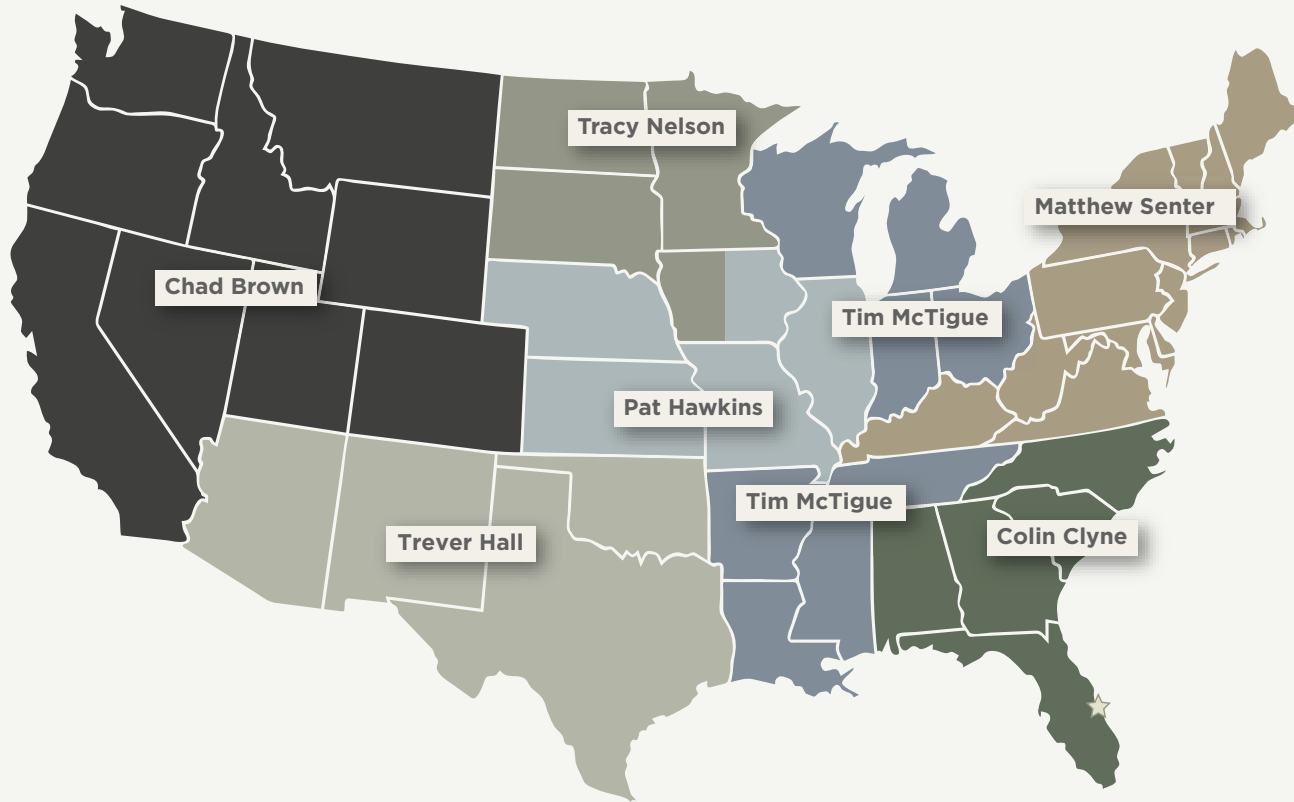 Tracy Nelson
Matthew Senter
Chad Brown
Tim McTigue
Pat Hawkins
Tim McTigue
Trever Hall
Colin Clyne